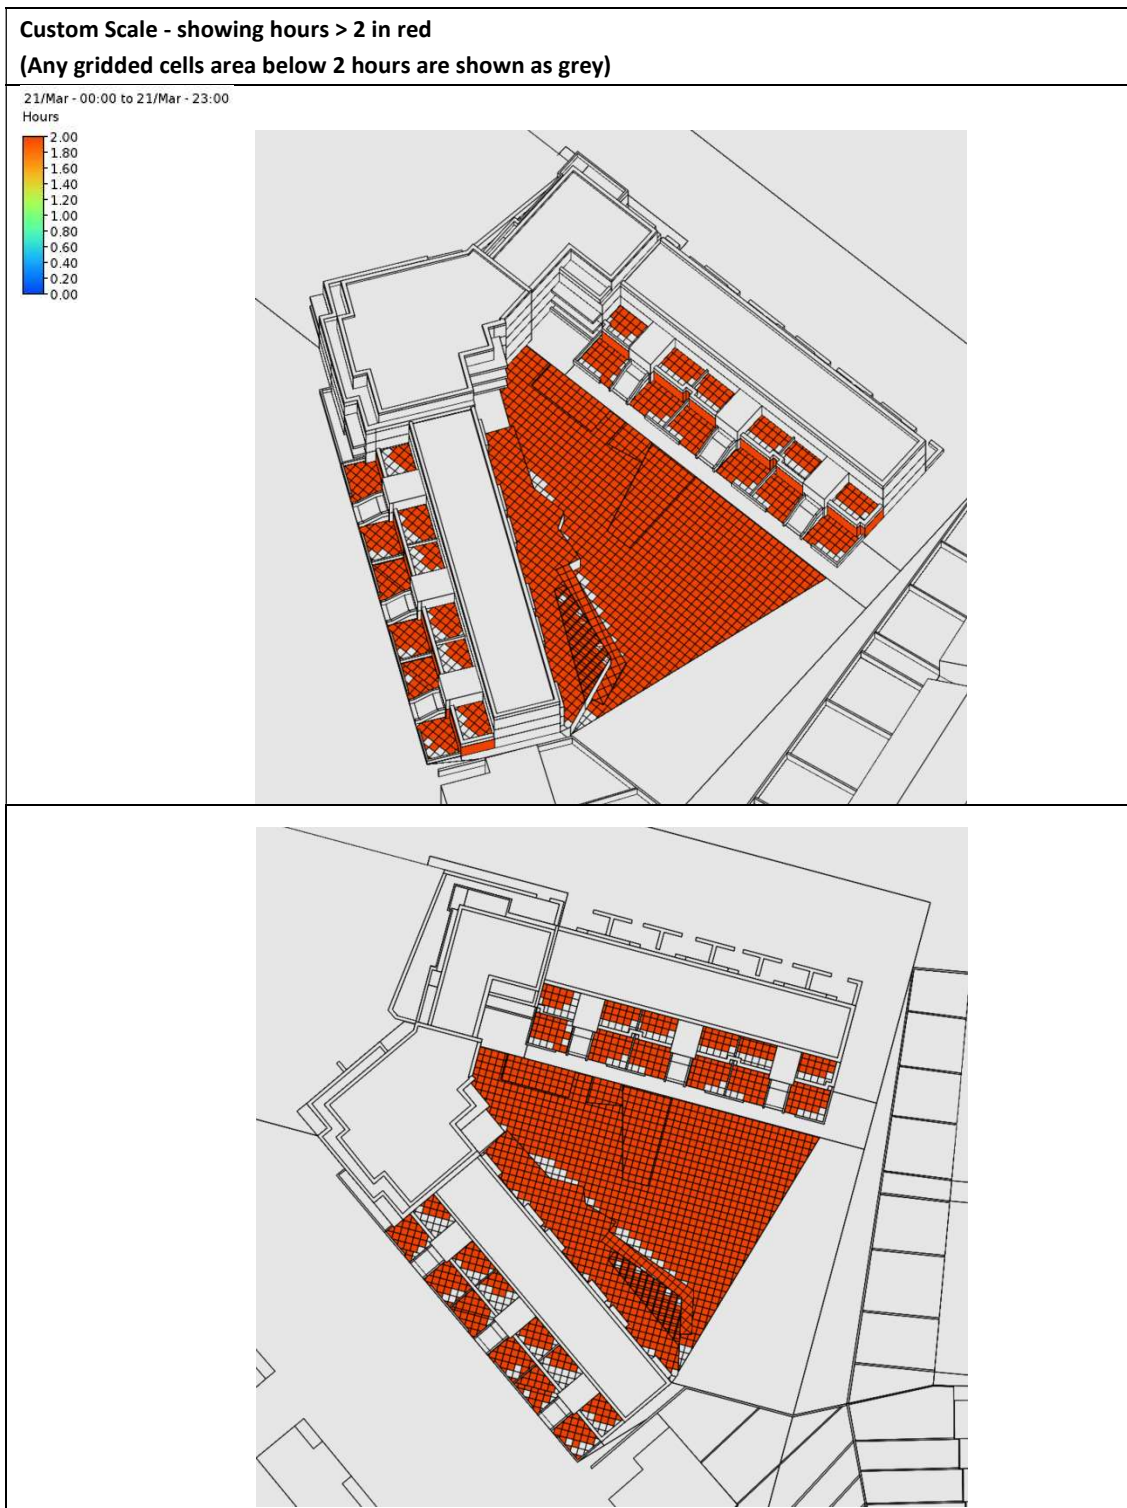 Custom Scale - showing hours > 2 in red
(Any gridded cells area below 2 hours are shown as grey)
21/Mar - 00:00 to 21/Mar - 23:00
Hours
2.00
1.80
1.60
1.40
1.20
1.00
0.80
0.60
0.40
0.20
0.00